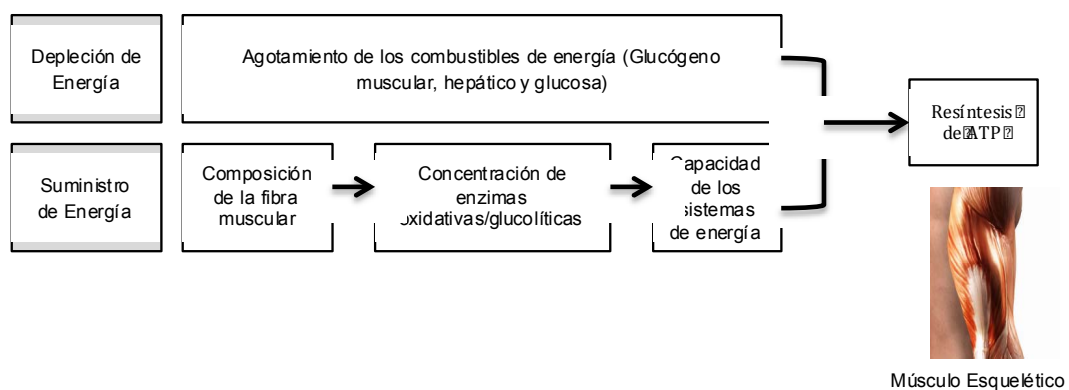 Depleción de
Energía
Agotamiento de los combustibles de energía (Glucógeno
muscular, hepático y glucosa)
Resíntesis
de ATP
Suministro
de Energía
Composición
de la fibra
muscular
Concentración de
enzimas
oxidativas/glucolíticas
Capacidad
de los
sistemas
de energía
Músculo Esquelético